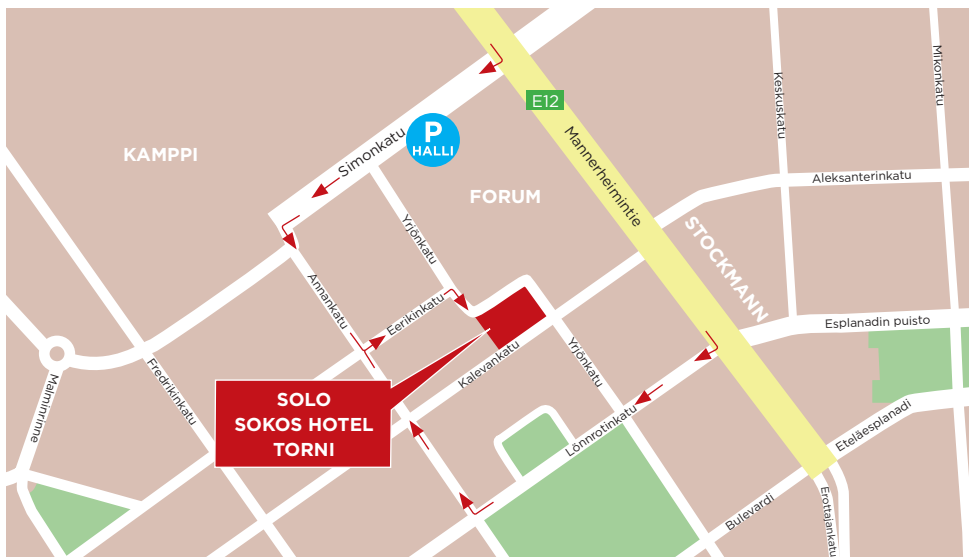 E12
P
HALLI
KAMPPI
Simonkatu
FORUM
Mannerheimintie
Keskuskatu
Mikonkatu
Aleksanterinkatu
STOCKMANN
Yrjönkatu
Annankatu
Eerikinkatu
Esplanadin puisto
Kalevankatu
Yrjönkatu
Malminrinne
Fredrikinkatu
SOLO
SOKOS HOTEL
TORNI
Lönnrotinkatu
Eteläesplanadi
Bulevardi
Erottajankatu